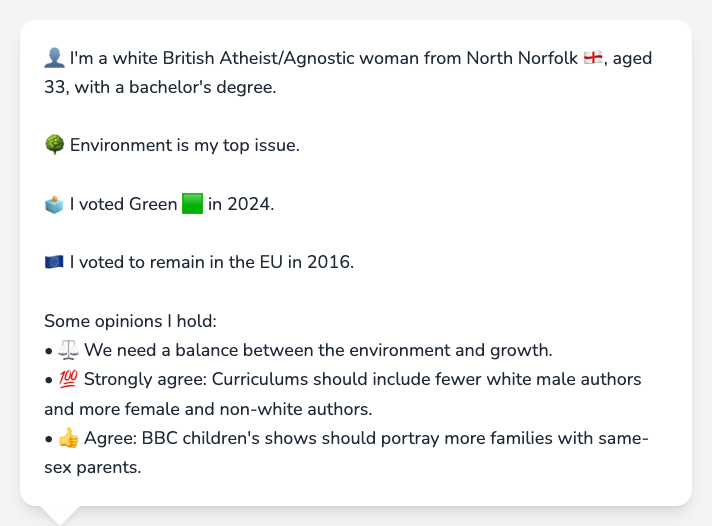 👤 I'm a white British Atheist/Agnostic woman from North Norfolk 🏴󠁧󠁢󠁥󠁮󠁧󠁿, aged
33, with a bachelor's degree.
🌳 Environment is my top issue.
🗳️ I voted Green 🟩 in 2024.
🇪🇺 I voted to remain in the EU in 2016.
Some opinions I hold:
• ⚖️ We need a balance between the environment and growth.
• 💯 Strongly agree: Curriculums should include fewer white male authors
and more female and non-white authors.
• 👍 Agree: BBC children's shows should portray more families with same-
sex parents.